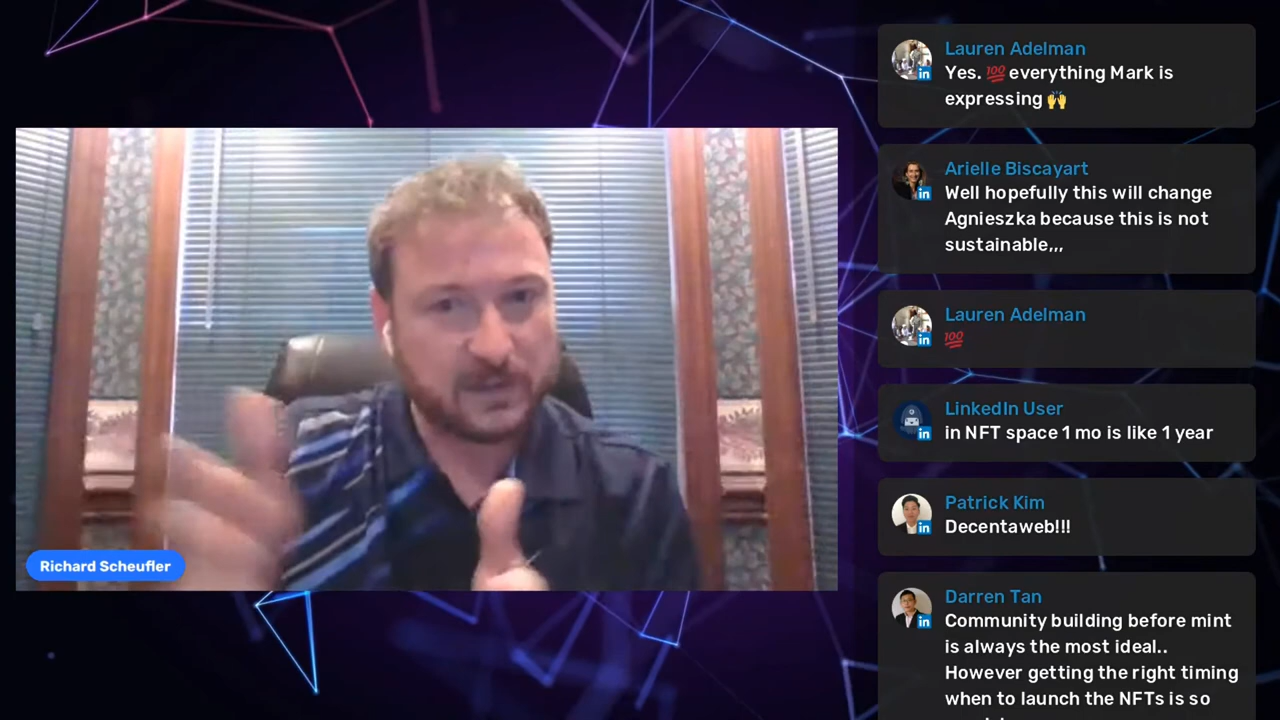 Lauren Adelman
Yes. 💯 everything Mark is
expressing 🙌
Arielle Biscayart
Well hopefully this will change
Agnieszka because this is not
sustainable,,,
Lauren Adelman
💯
LinkedIn User
in NFT space 1 mo is like 1 year
Patrick Kim
Decentaweb!!!
Richard Scheufler
Darren Tan
Community building before mint
is always the most ideal..
However getting the right timing
when to launch the NFTs is so